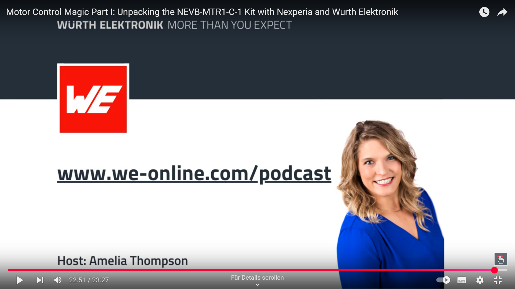 Motor Control Magic Part I: Unpacking the NEVB-MTR1-C-1 Kit with Nexperia and Wurth Elektronik
WURTH ELEKTRONIK MORE THAN YOU EXPECT
WE
www.we-online.com/podcast
Host: Amelia Thompson
Für Details scrollen